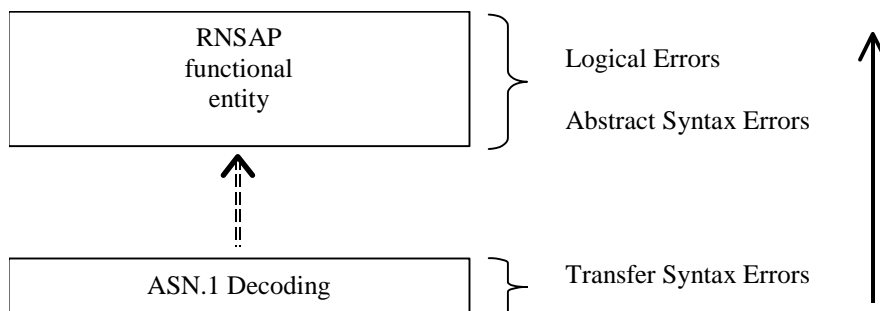 RNSAP
functional
entity
Logical Errors
Abstract Syntax Errors
ASN.1 Decoding
Transfer Syntax Errors